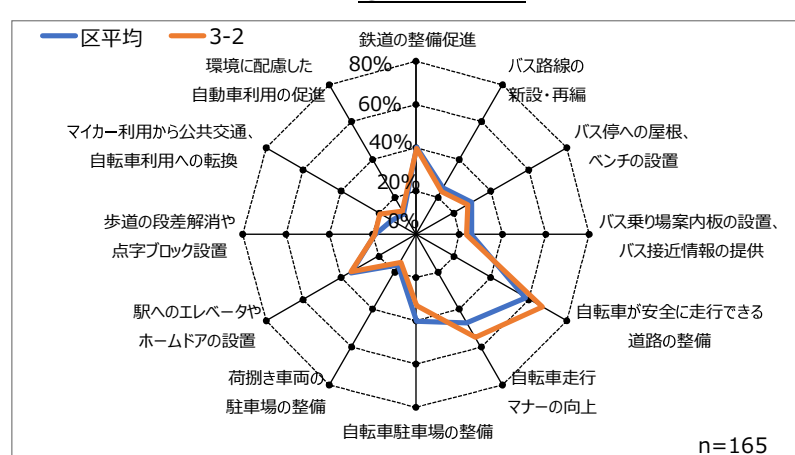 区平均
3-2
鉄道の整備促進
80%
60%
40%
20%
0%
バス路線の
新設・再編
バス停への屋根、
ベンチの設置
バス乗り場案内板の設置、
バス接近情報の提供
自転車が安全に走行できる
道路の整備
自転車走行
マナーの向上
自転車駐車場の整備
荷捌き車両の
駐車場の整備
駅へのエレベータや
ホームドアの設置
歩道の段差解消や
点字ブロック設置
マイカー利用から公共交通、
自転車利用への転換
環境に配慮した
自動車利用の促進
n=165